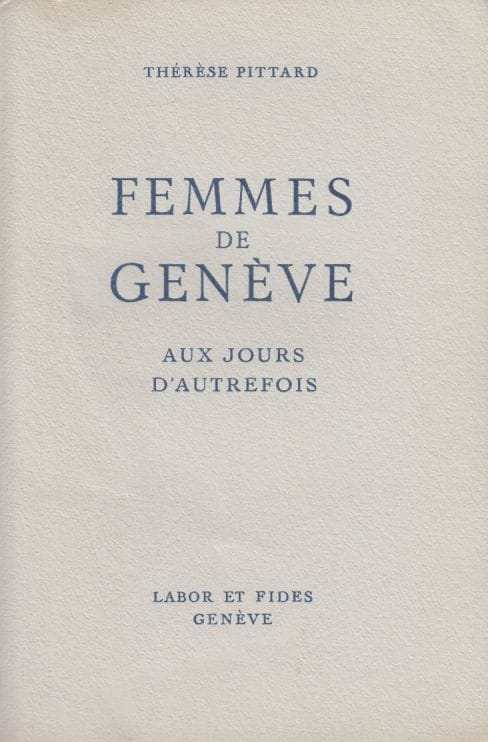 THÉRÈSE PITTARD
FEMMES
DE
GENÈVE
AUX JOURS
D'AUTREFOIS
LABOR ET FIDES
GENÈVE